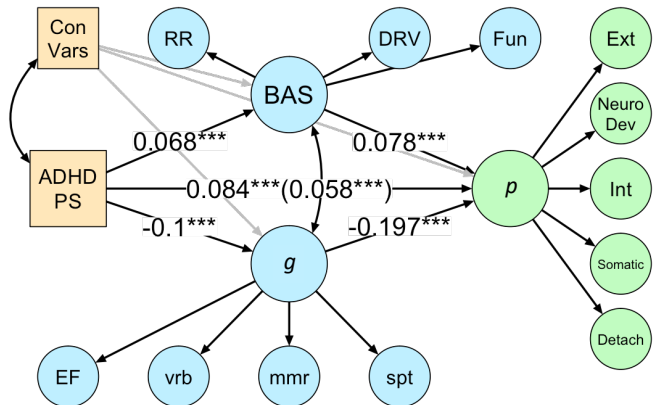 Con
Vars
RR
DRV
Fun
Ext
BAS
Neuro
Dev
0.068***
0.078***
ADHD
PS
0.084***(0.058***)
p
Int
-0.1***
-0.197***
g
Somatic
Detach
EF
vrb
mmr
spt